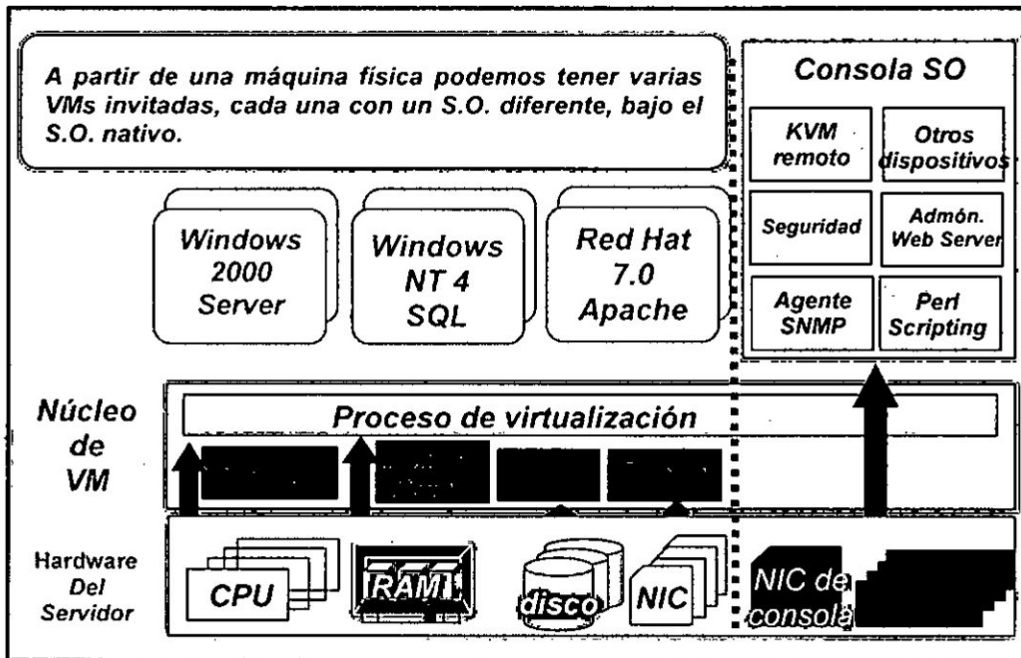 A partir de una máquina física podemos tener varias
VMs invitadas, cada una con un S.O. diferente, bajo el
S.O. nativo.
Consola SO
KVM
remoto
Otros
dispositivos
Seguridad
Admón.
Web Server
Agente
SNMP
Perl
Scripting
Windows
2000
Server
Windows
NT 4
SQL
Red Hat
7.0
Apache
Núcleo
de
VM
Proceso de virtualización
Hardware
Del
Servidor
CPU
RAM
disco
NIC
NIC de
consola